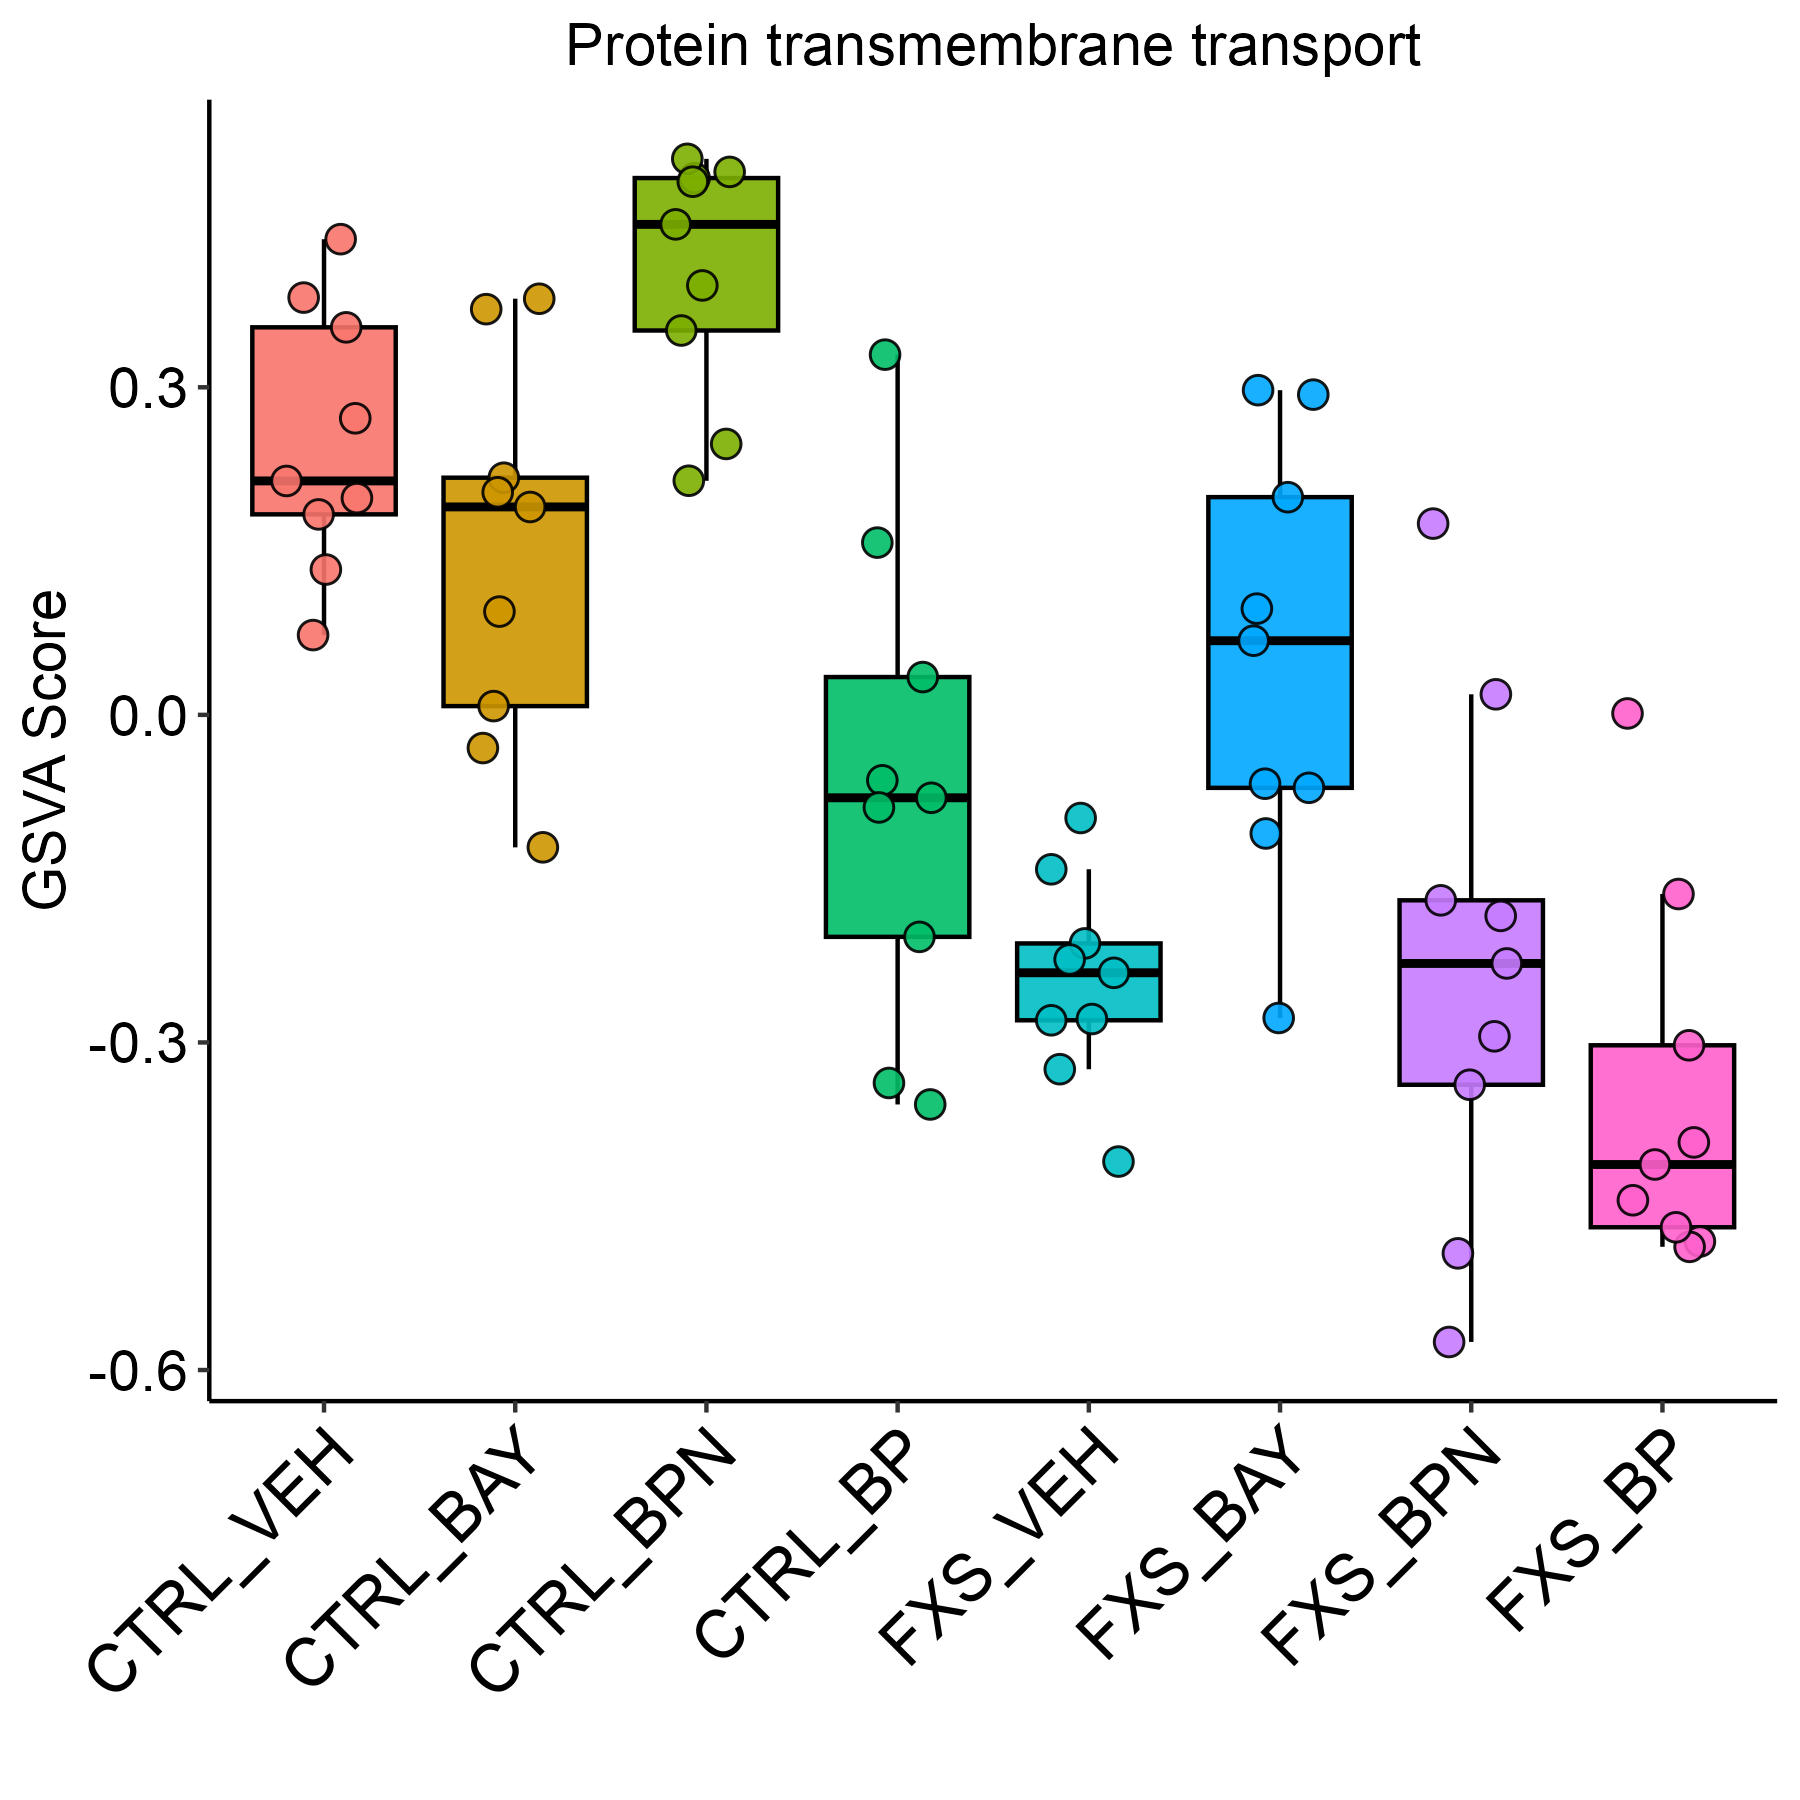 Protein transmembrane transport
GSVA Score
0.3
0.0
-0.3
-0.6
CTRL_VEH
CTRL_BAY
CTRL_BPN
CTRL_BP
FXS_VEH
FXS_BAY
FXS_BPN
FXS_BP